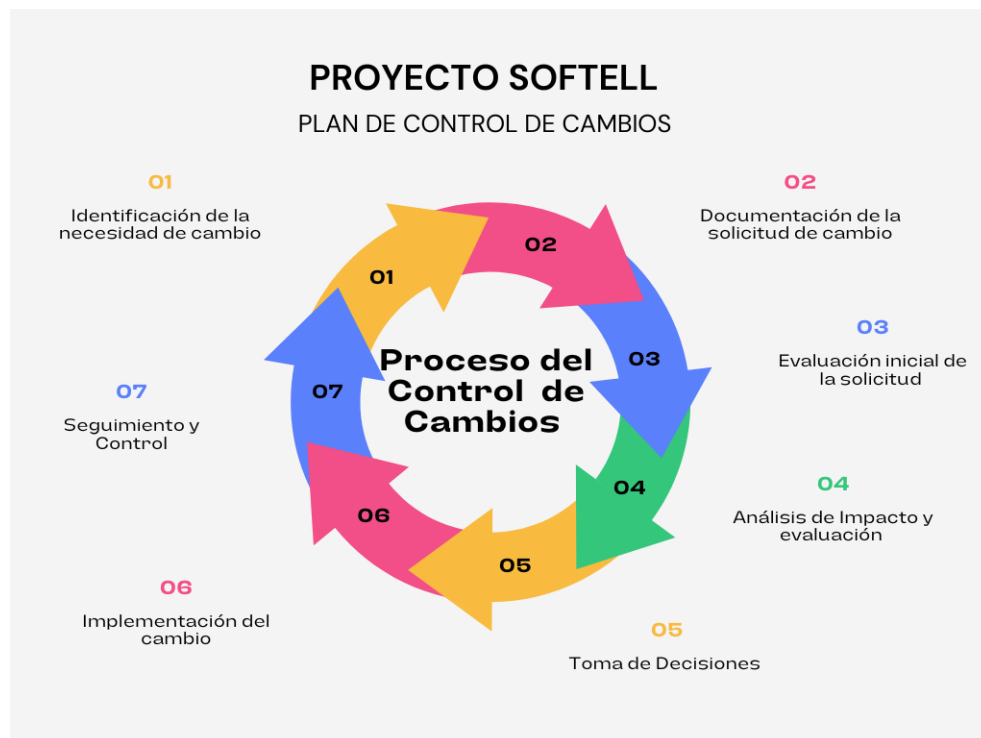 PROYECTO SOFTELL
PLAN DE CONTROL DE CAMBIOS
01
Identificación de la
necesidad de cambio
02
Documentación de la
solicitud de cambio
03
Evaluación inicial de
la solicitud
04
Análisis de Impacto y
evaluación
05
Toma de Decisiones
06
Implementación del
cambio
07
Seguimiento y
Control
01
02
03
04
05
06
07
Proceso del
Control de
Cambios